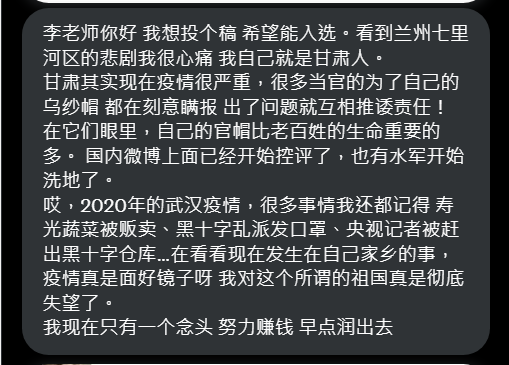 李老师你好 我想投个稿 希望能入选。看到兰州七里
河区的悲剧我很心痛 我自己就是甘肃人。
甘肃其实现在疫情很严重，很多当官的为了自己的
乌纱帽 都在刻意瞒报 出了问题就互相推诿责任！
在它们眼里，自己的官帽比老百姓的生命重要的
多。 国内微博上面已经开始控评了，也有水军开始
洗地了。
哎，2020年的武汉疫情，很多事情我还都记得 寿
光蔬菜被贩卖、黑十字乱派发口罩、央视记者被赶
出黑十字仓库...在看看现在发生在自己家乡的事，
疫情真是面好镜子呀 我对这个所谓的祖国真是彻底
失望了。
我现在只有一个念头 努力赚钱 早点润出去